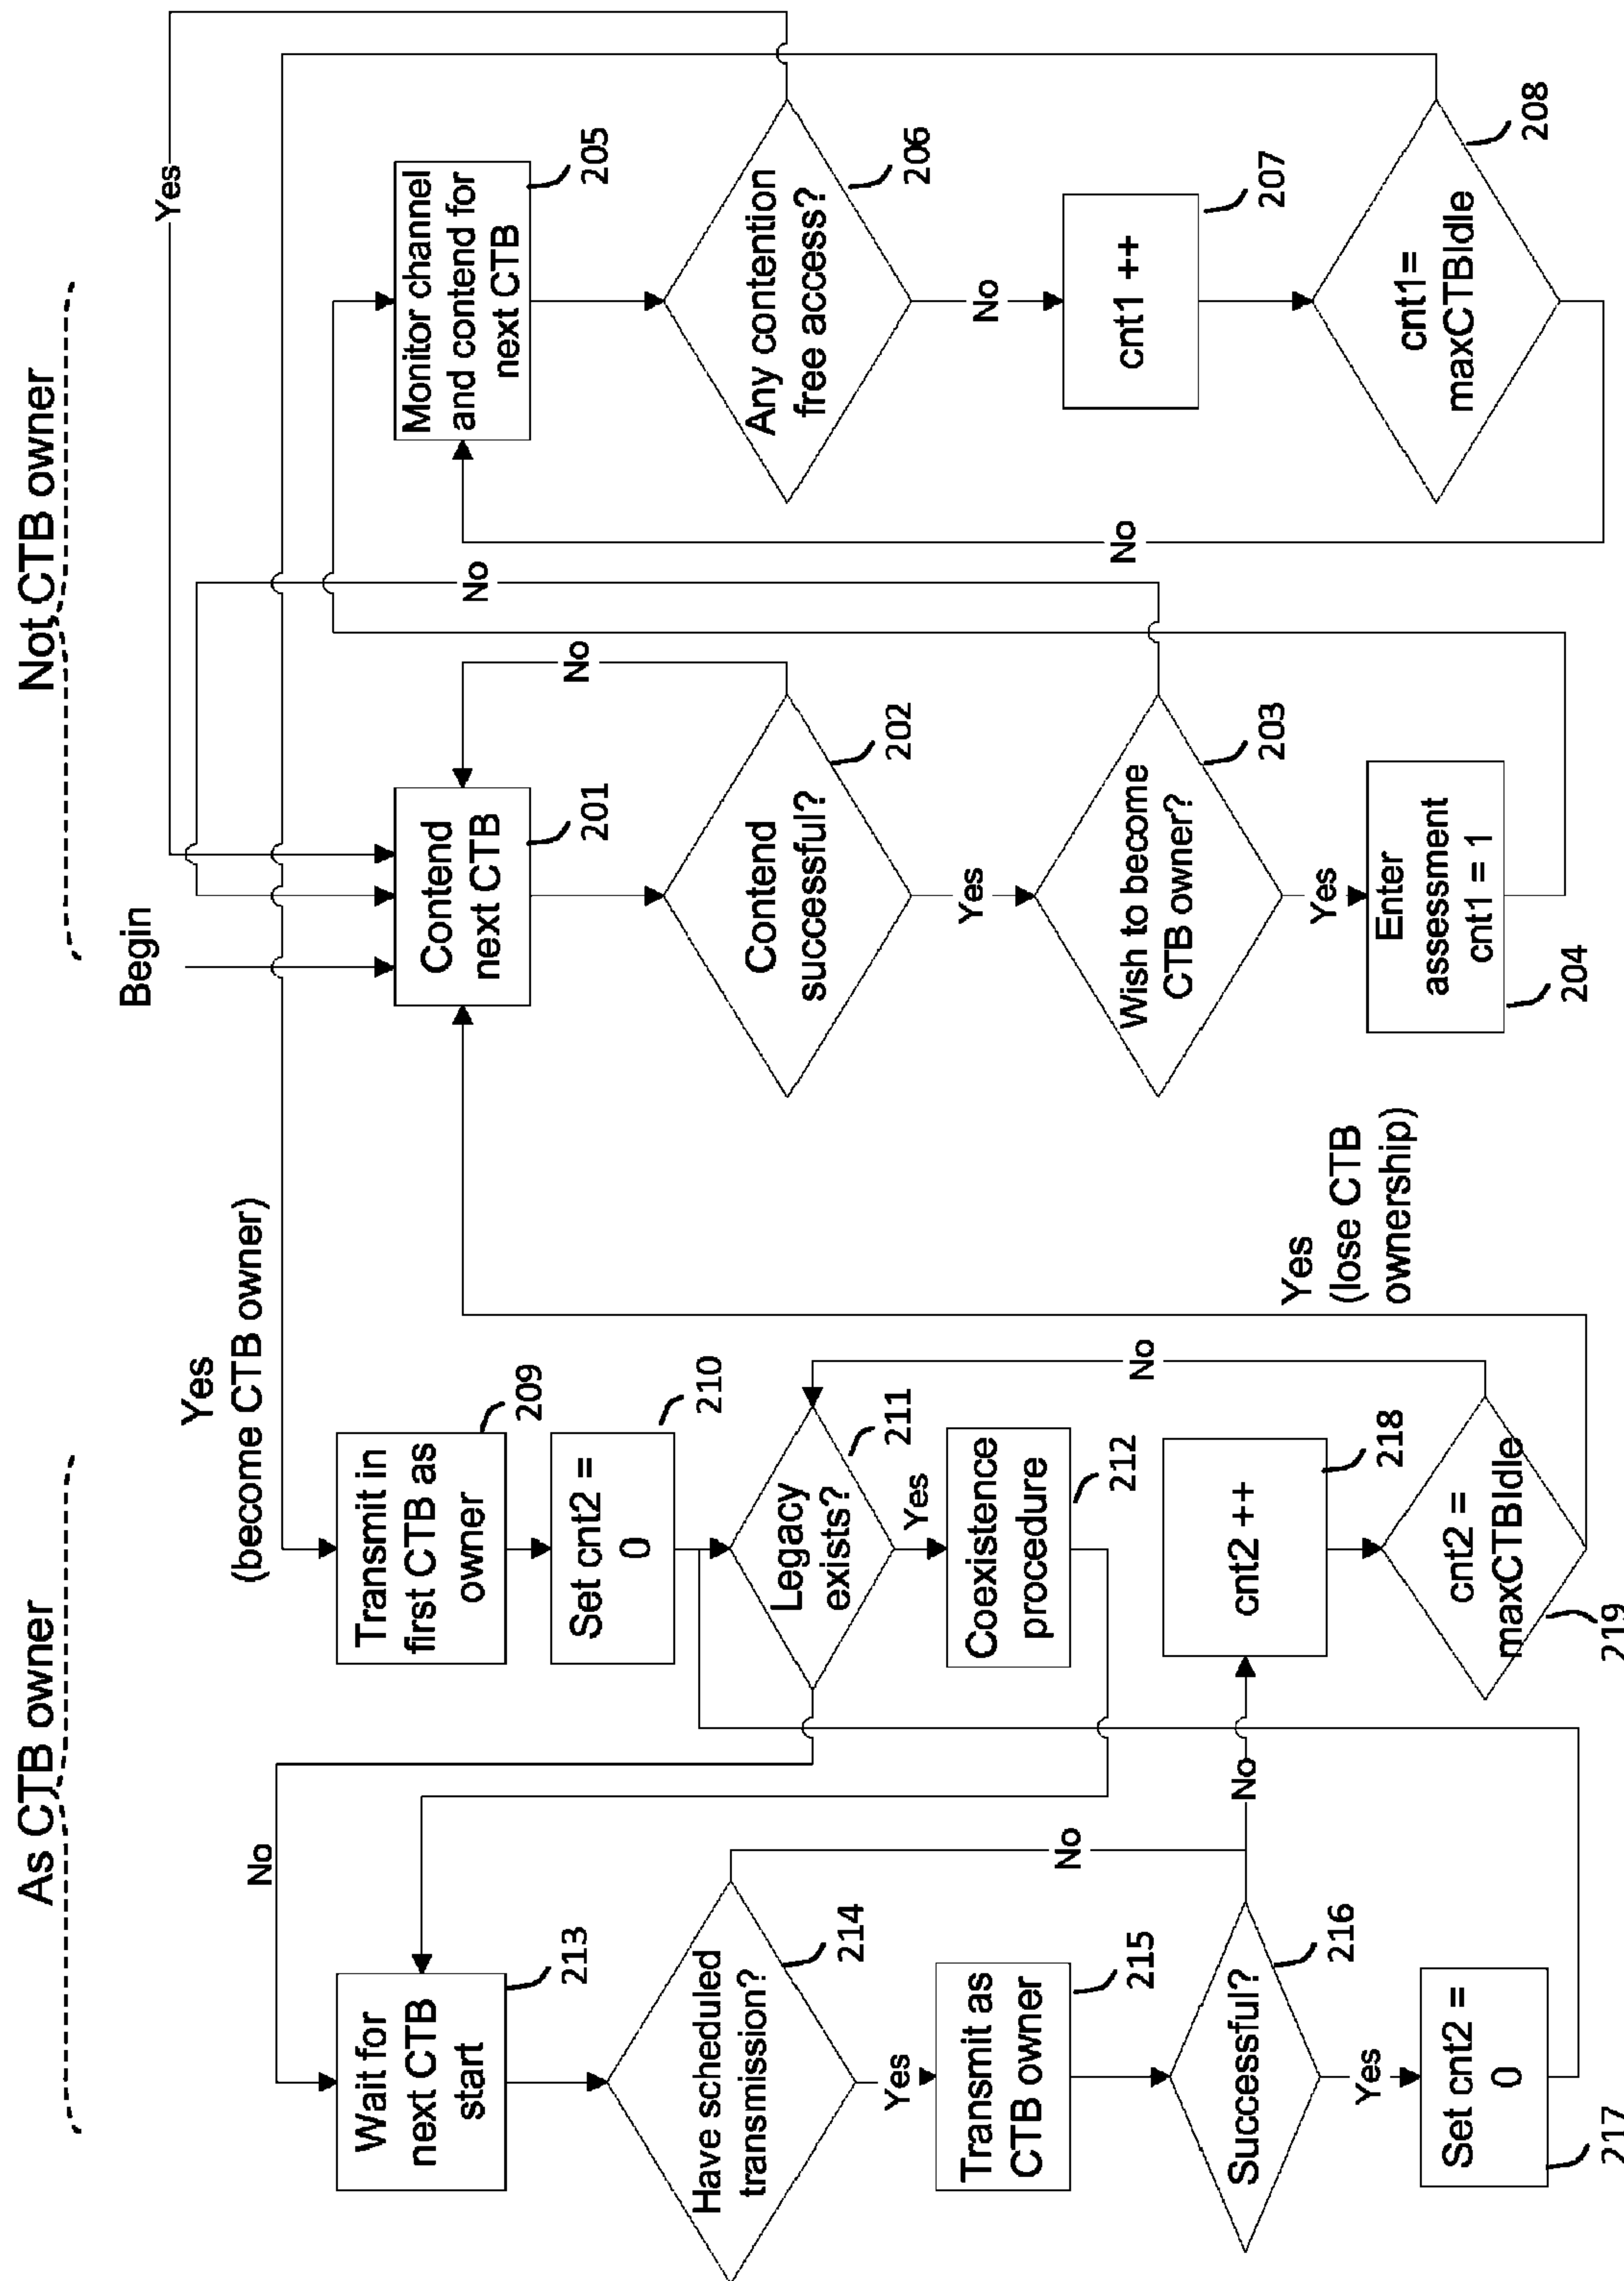 As CTB owner
Not CTB owner
Begin
Yes
(become CTB owner)
Yes
No
Wait for
next CTB
start
213
Have scheduled
transmission?
214
No
Yes
Transmit as
CTB owner
215
Successful?
216
No
Yes
Set cnt2 =
0
217
Transmit in
first CTB as
owner
209
Set cnt2 =
0
210
Legacy
exists?
211
Yes
Coexistence
procedure
212
No
cnt2 ++
218
cnt2 =
maxCTBIdle
219
Yes
(lose CTB
ownership)
Contend
next CTB
201
No
Contend
successful?
202
Yes
Wish to become
CTB owner?
203
No
Yes
Enter
assessment
cnt1 = 1
204
Monitor channel
and contend for
next CTB
205
Any contention
free access?
206
No
cnt1 ++
207
cnt1=
maxCTBIdle
208
No